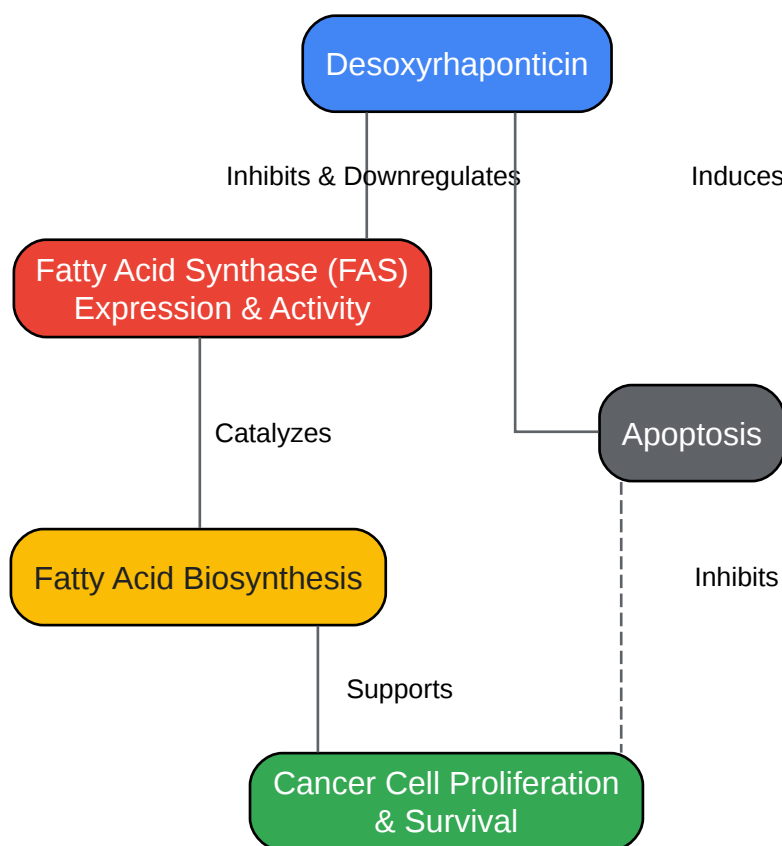 Desoxyrhaponticin
Inhibits & Downregulates
Induces
Fatty Acid Synthase (FAS)
Expression & Activity
Catalyzes
Apoptosis
Fatty Acid Biosynthesis
Inhibits
Supports
Cancer Cell Proliferation
& Survival